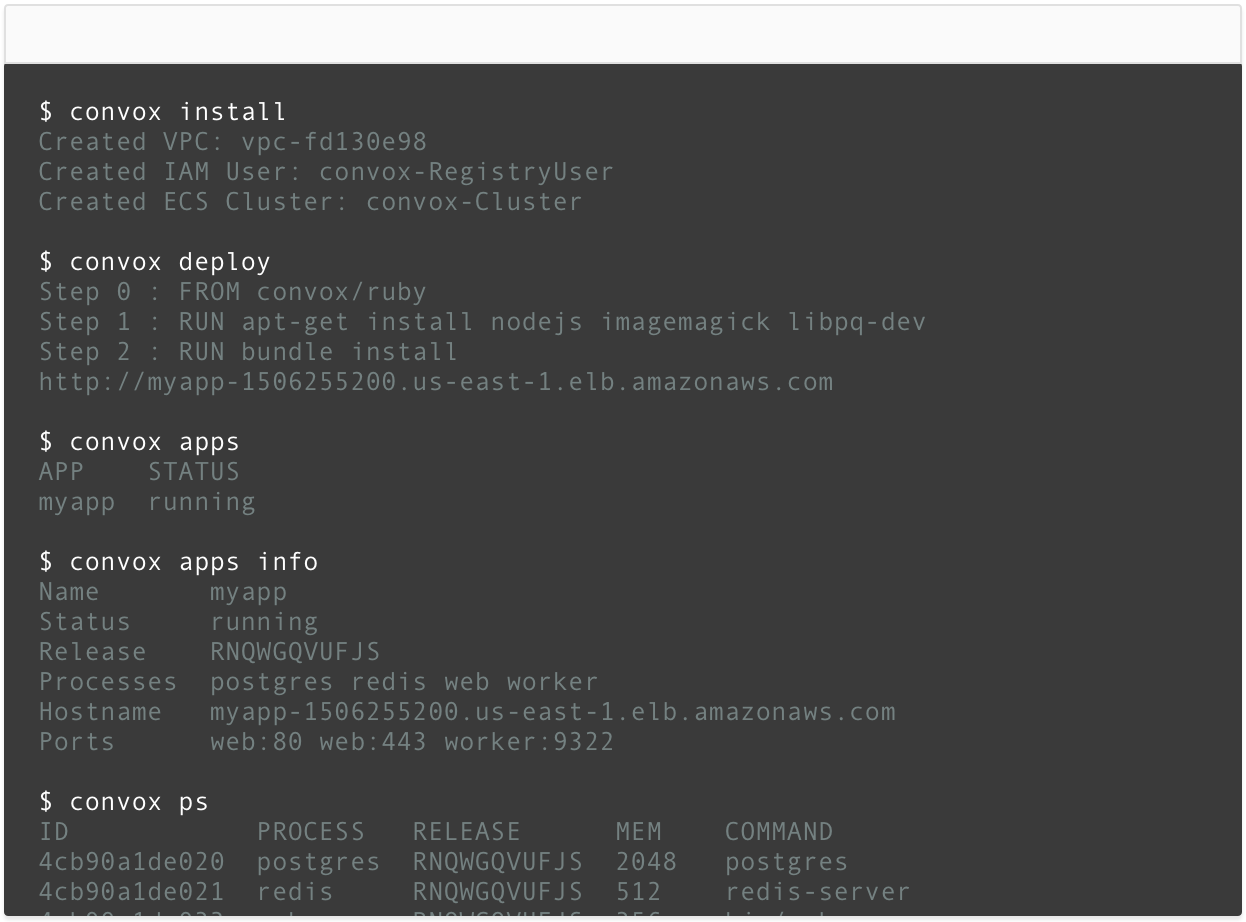 $ convox install
Created VPC: vpc-fd130e98
Created IAM User: convox-RegistryUser
Created ECS Cluster: convox-Cluster
$ convox deploy
Step 0 : FROM convox/ruby
Step 1 : RUN apt-get install nodejs imagemagick libpq-dev
Step 2 : RUN bundle install
http://myapp-1506255200.us-east-1.elb.amazonaws.com
$ convox apps
APP    STATUS
myapp  running
$ convox apps info
Name       myapp
Status     running
Release    RNQWGQVUFJS
Processes  postgres redis web worker
Hostname   myapp-1506255200.us-east-1.elb.amazonaws.com
Ports      web:80 web:443 worker:9322
$ convox ps
ID            PROCESS   RELEASE      MEM    COMMAND
4cb90a1de020  postgres  RNQWGQVUFJS  2048   postgres
4cb90a1de021  redis     RNQWGQVUFJS  512    redis-server